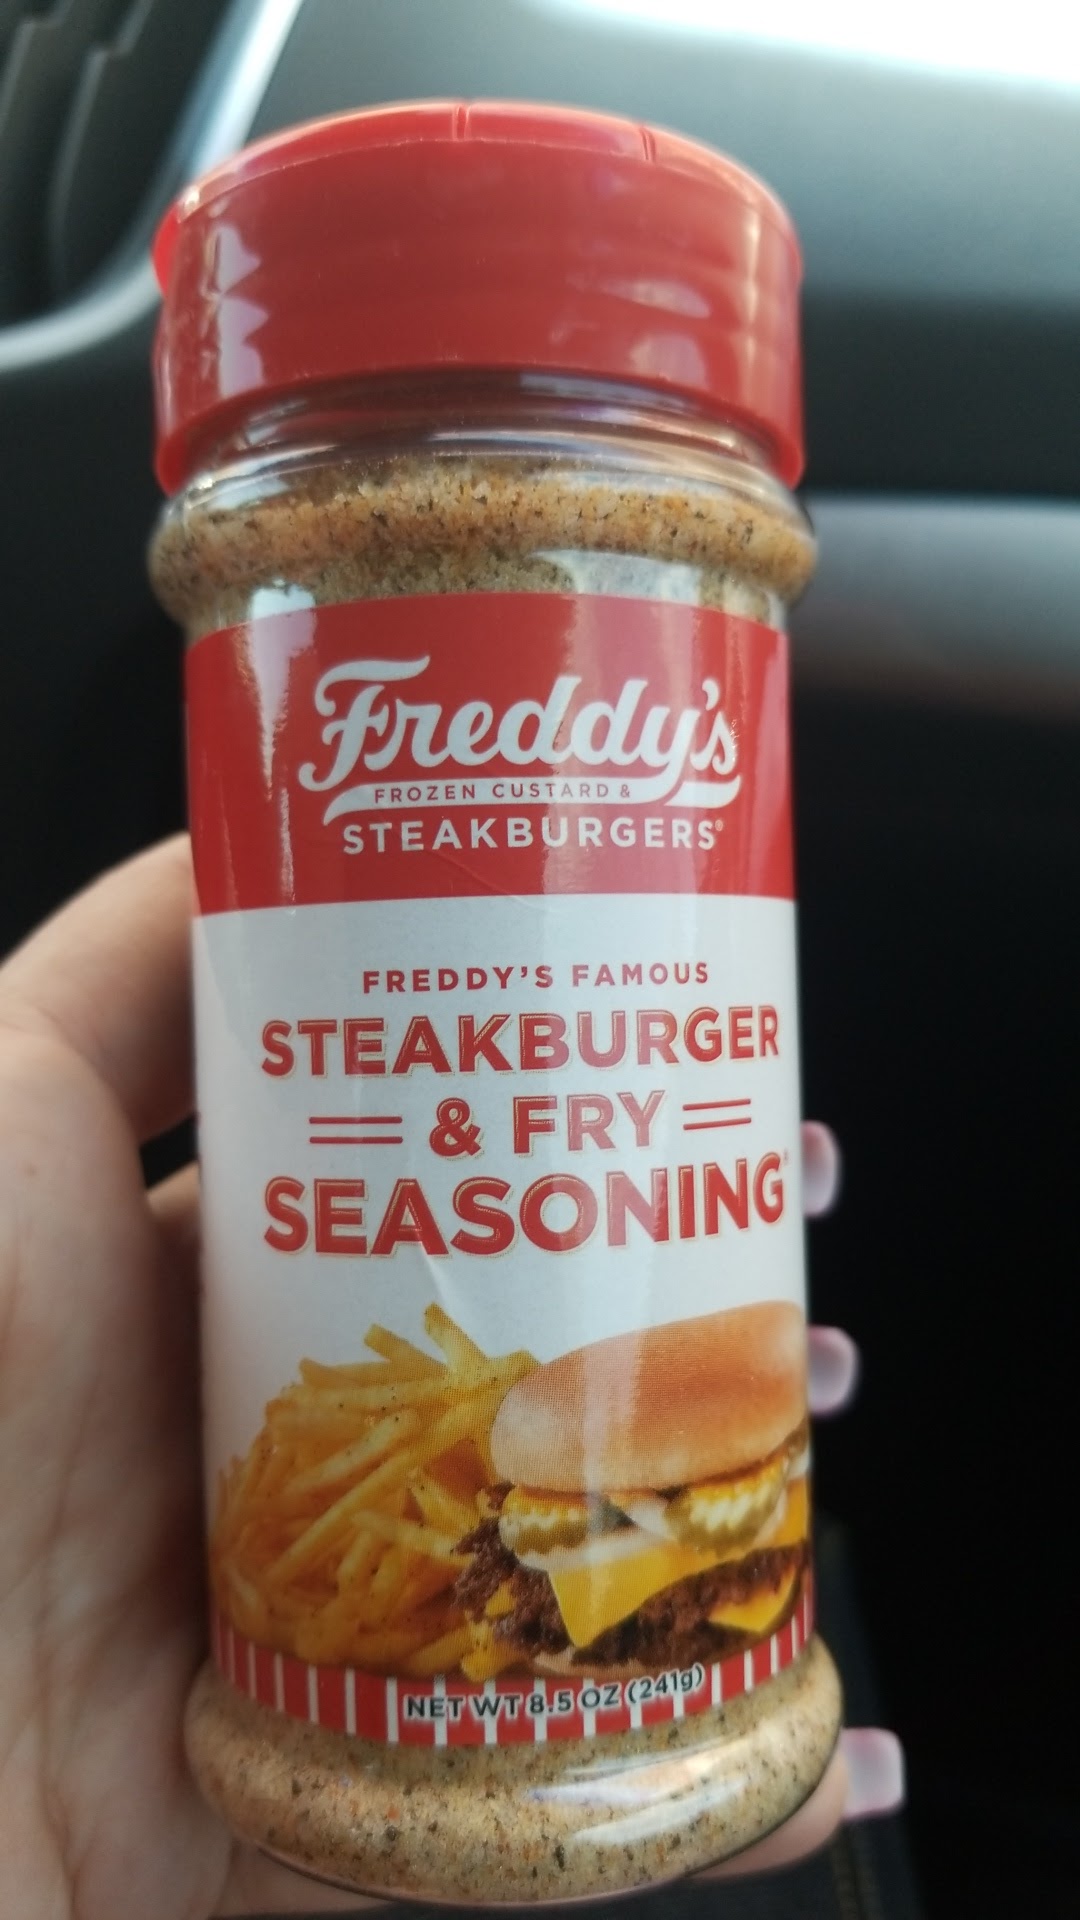 Freddy's
FROZEN CUSTARD &
STEAKBURGERS®
FREDDY'S FAMOUS
STEAKBURGER
& FRY
SEASONING®
NET WT 8.5 OZ (241g)